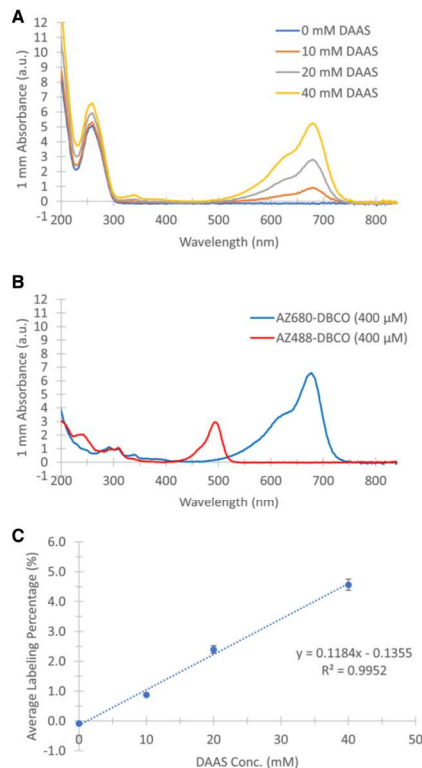 A
12
11
10
9
8
7
6
5
4
3
2
1
0
-1
1 mm Absorbance (a.u.)
0 mM DAAS
10 mM DAAS
20 mM DAAS
40 mM DAAS
200 300 400 500 600 700 800
Wavelength (nm)
B
12
11
10
9
8
7
6
5
4
3
2
1
0
-1
1 mm Absorbance (a.u.)
AZ680-DBCO (400 μM)
AZ488-DBCO (400 μM)
200 300 400 500 600 700 800
Wavelength (nm)
C
6.0
5.0
4.0
3.0
2.0
1.0
0.0
-1.0
Average Labeling Percentage (%)
y = 0.1184x - 0.1355
R² = 0.9952
0 10 20 30 40 50
DAAS Conc. (mM)